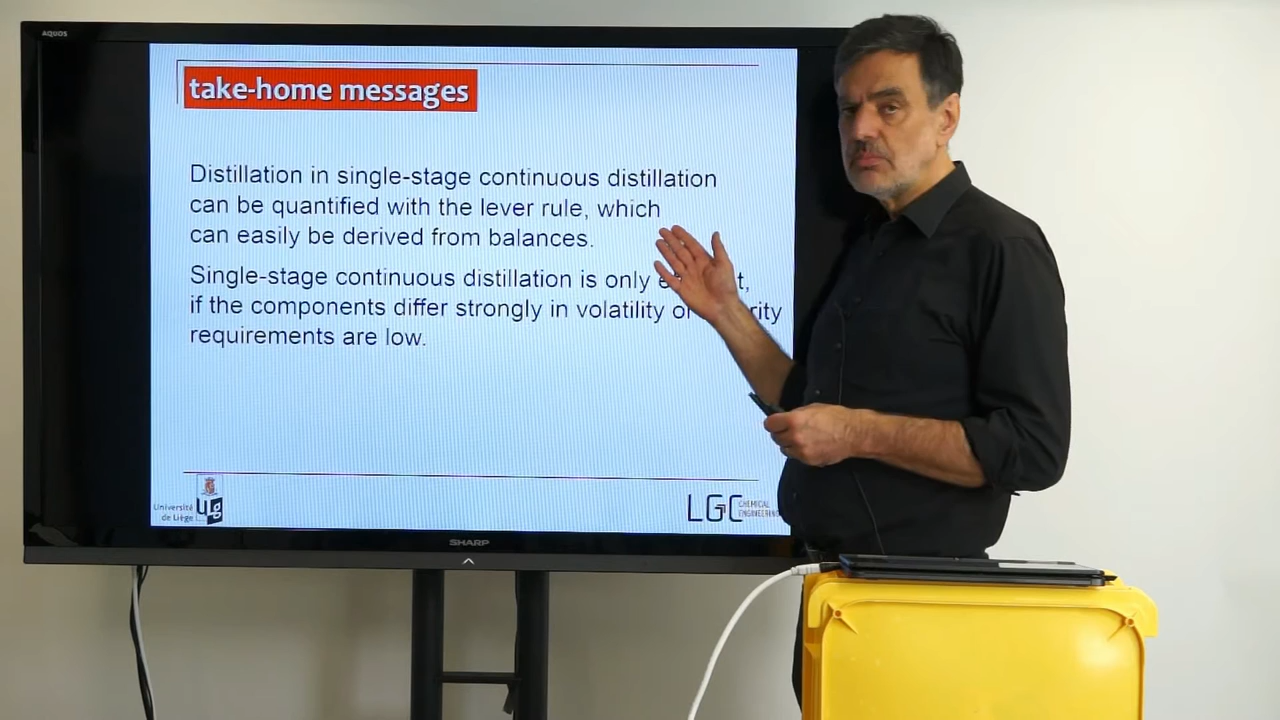 AQUOS
take-home messages
Distillation in single-stage continuous distillation
can be quantified with the lever rule, which
can easily be derived from balances.
Single-stage continuous distillation is only
if the components differ strongly in volatility
requirements are low.
Université
de Liège
LGC
CHEMICAL
ENGINEERING
SHARP